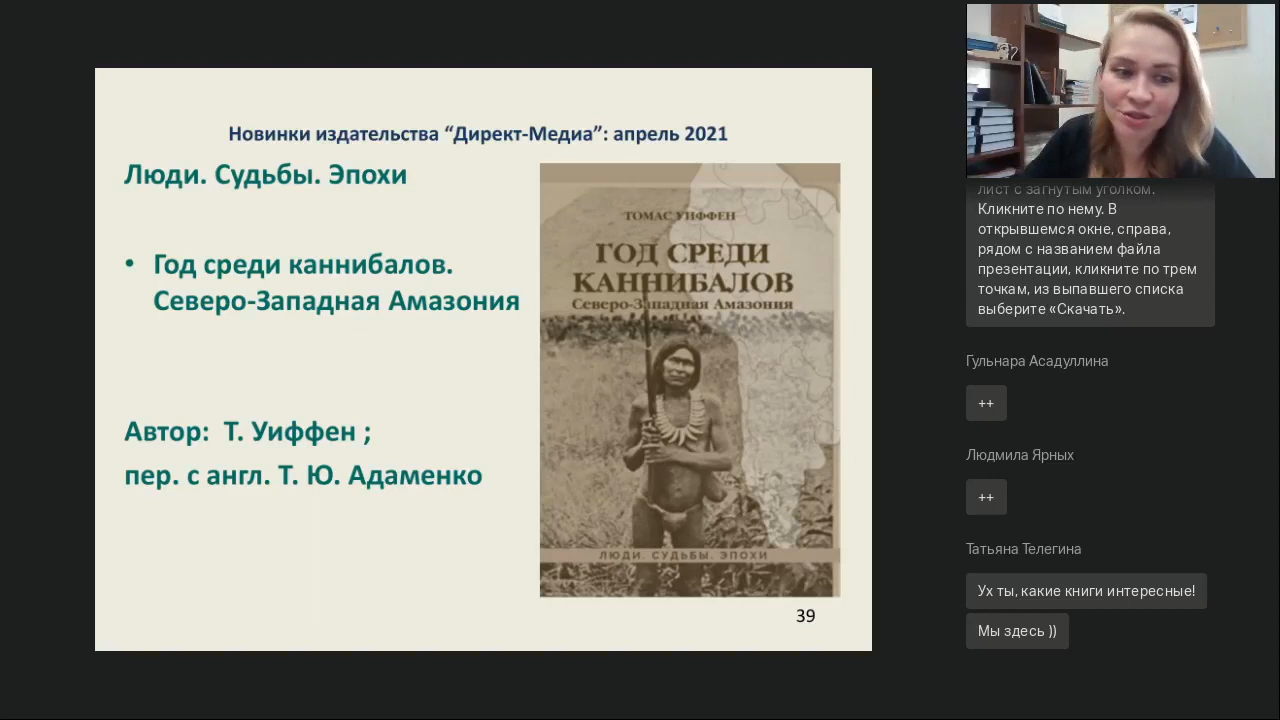 Новинки издательства “Директ-Медиа”: апрель 2021
Люди. Судьбы. Эпохи
• Год среди каннибалов.
Северо-Западная Амазония
Автор: Т. Уиффен ;
пер. с англ. Т. Ю. Адаменко
ТОМАС УИФФЕН
ГОД СРЕДИ
КАННИБАЛОВ
Северо-Западная Амазония
ЛЮДИ. СУДЬБЫ. ЭПОХИ
39
лист с загнутым уголком.
Кликните по нему. В
открывшемся окне, справа,
рядом с названием файла
презентации, кликните по трем
точкам, из выпавшего списка
выберите «Скачать».
Гульнара Асадуллина
++
Людмила Ярных
++
Татьяна Телегина
Ух ты, какие книги интересные!
Мы здесь ))